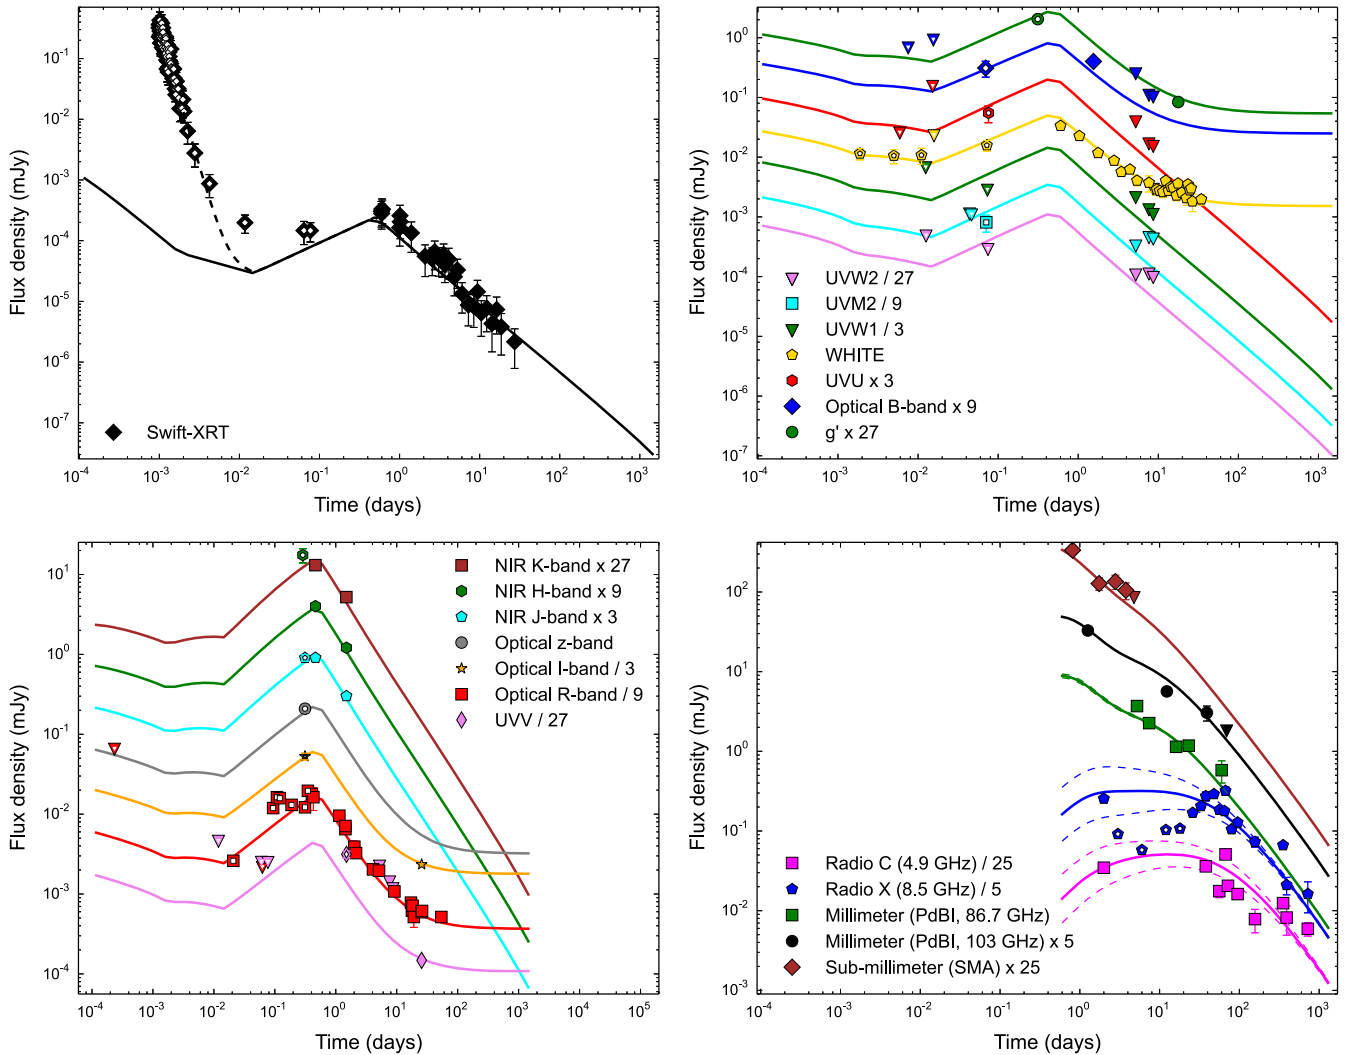 Flux density (mJy)
10⁻¹
10⁻²
10⁻³
10⁻⁴
10⁻⁵
10⁻⁶
10⁻⁷
Swift-XRT
10⁻⁴ 10⁻³ 10⁻² 10⁻¹ 10⁰ 10¹ 10² 10³
Time (days)
Flux density (mJy)
10⁰
10⁻¹
10⁻²
10⁻³
10⁻⁴
10⁻⁵
10⁻⁶
10⁻⁷
UVW2 / 27
UVM2 / 9
UVW1 / 3
WHITE
UVU x 3
Optical B-band x 9
g' x 27
10⁻⁴ 10⁻³ 10⁻² 10⁻¹ 10⁰ 10¹ 10² 10³
Time (days)
Flux density (mJy)
10¹
10⁰
10⁻¹
10⁻²
10⁻³
10⁻⁴
NIR K-band x 27
NIR H-band x 9
NIR J-band x 3
Optical z-band
Optical I-band / 3
Optical R-band / 9
UVV / 27
10⁻⁴ 10⁻³ 10⁻² 10⁻¹ 10⁰ 10¹ 10² 10³ 10⁴ 10⁵
Time (days)
Flux density (mJy)
10²
10¹
10⁰
10⁻¹
10⁻²
10⁻³
Radio C (4.9 GHz) / 25
Radio X (8.5 GHz) / 5
Millimeter (PdBI, 86.7 GHz)
Millimeter (PdBI, 103 GHz) x 5
Sub-millimeter (SMA) x 25
10⁻⁴ 10⁻³ 10⁻² 10⁻¹ 10⁰ 10¹ 10² 10³
Time (days)